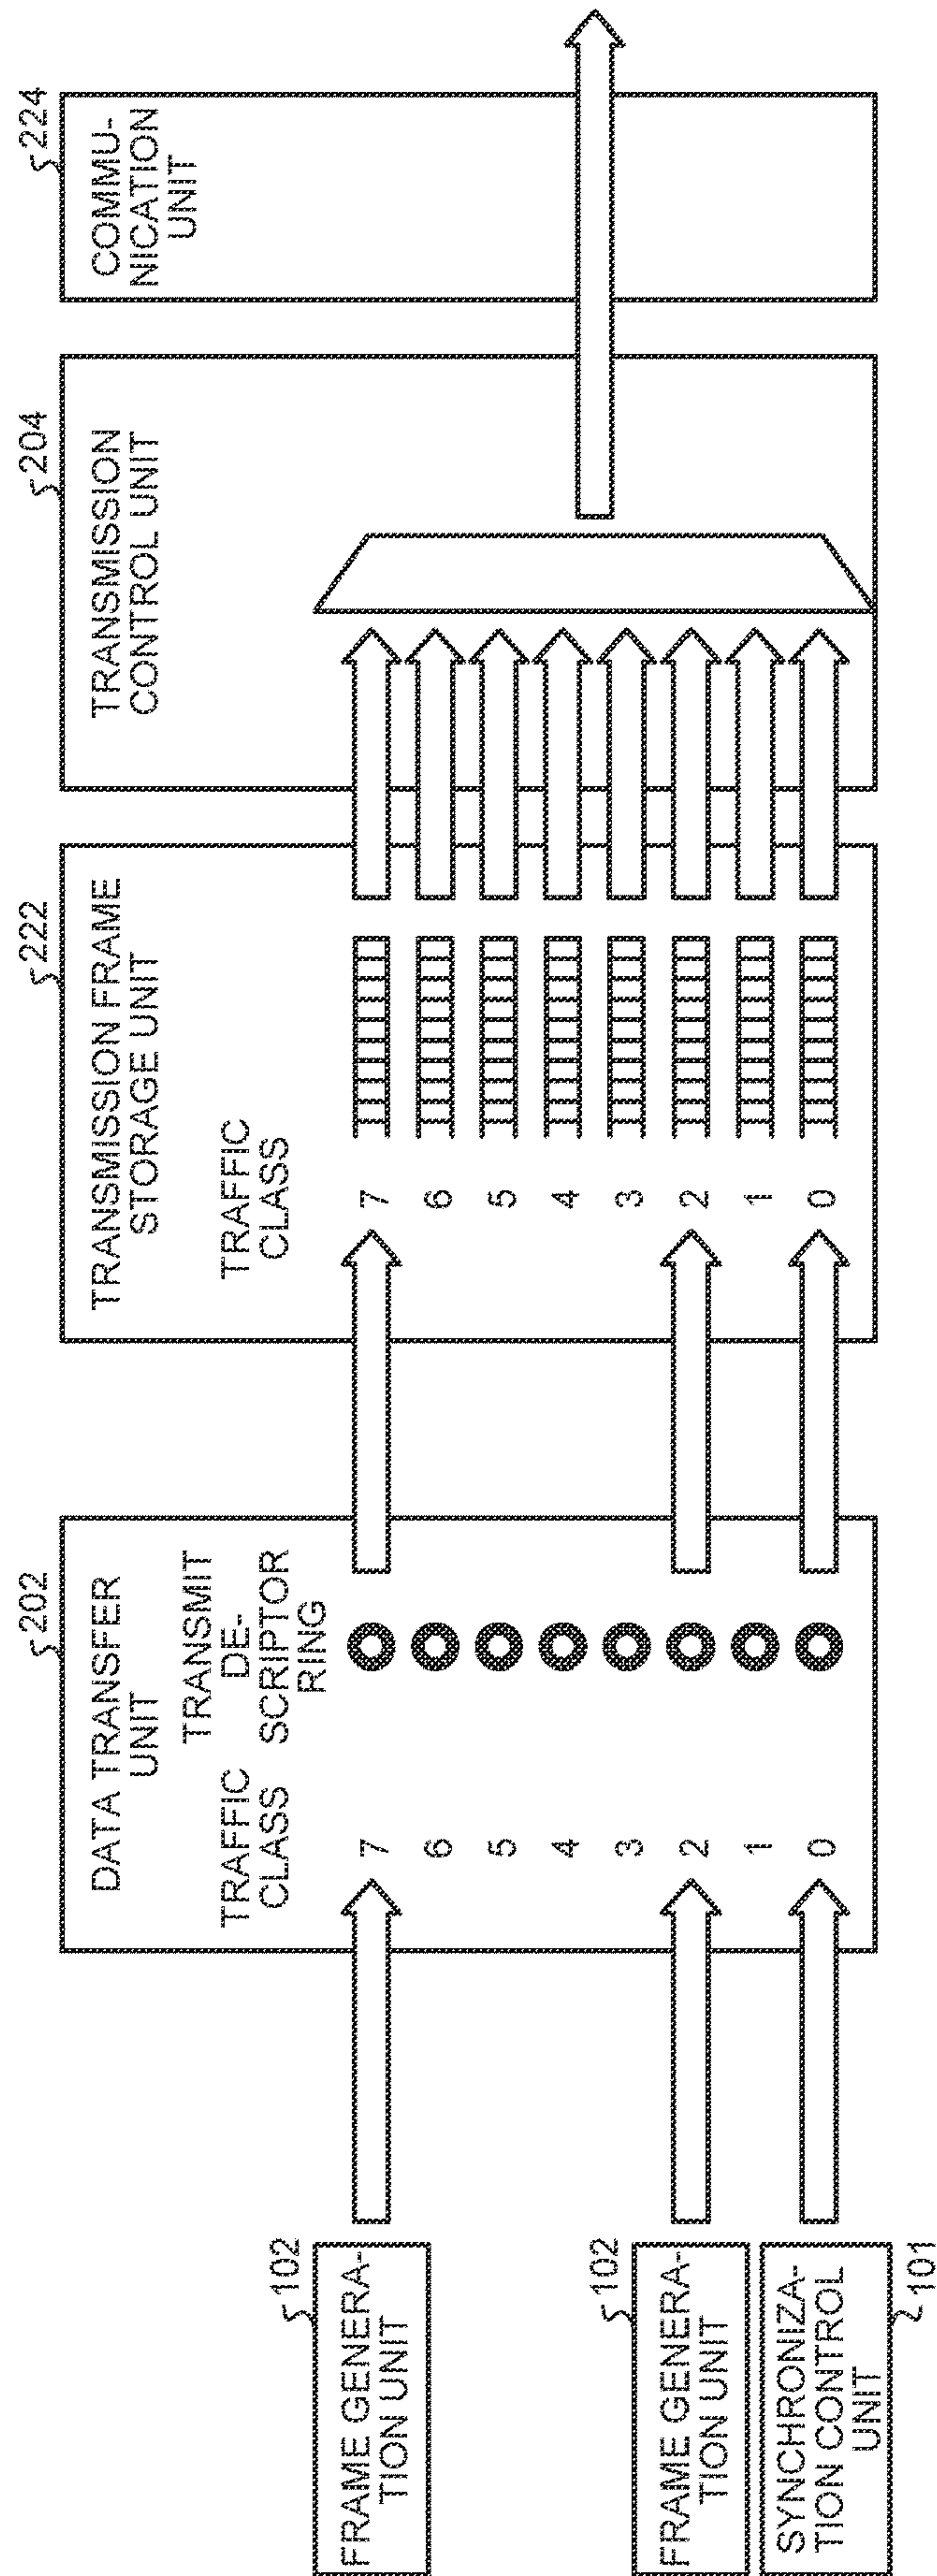 102
FRAME GENERA-
TION UNIT
102
FRAME GENERA-
TION UNIT
SYNCHRONIZA-
TION CONTROL
UNIT
101
202
DATA TRANSFER
UNIT
TRAFFIC
CLASS
TRANSMIT
DE-
SCRIPTOR
RING
7
6
5
4
3
2
1
0
222
TRANSMISSION FRAME
STORAGE UNIT
TRAFFIC
CLASS
7
6
5
4
3
2
1
0
204
TRANSMISSION
CONTROL UNIT
224
COMMU-
NICATION
UNIT